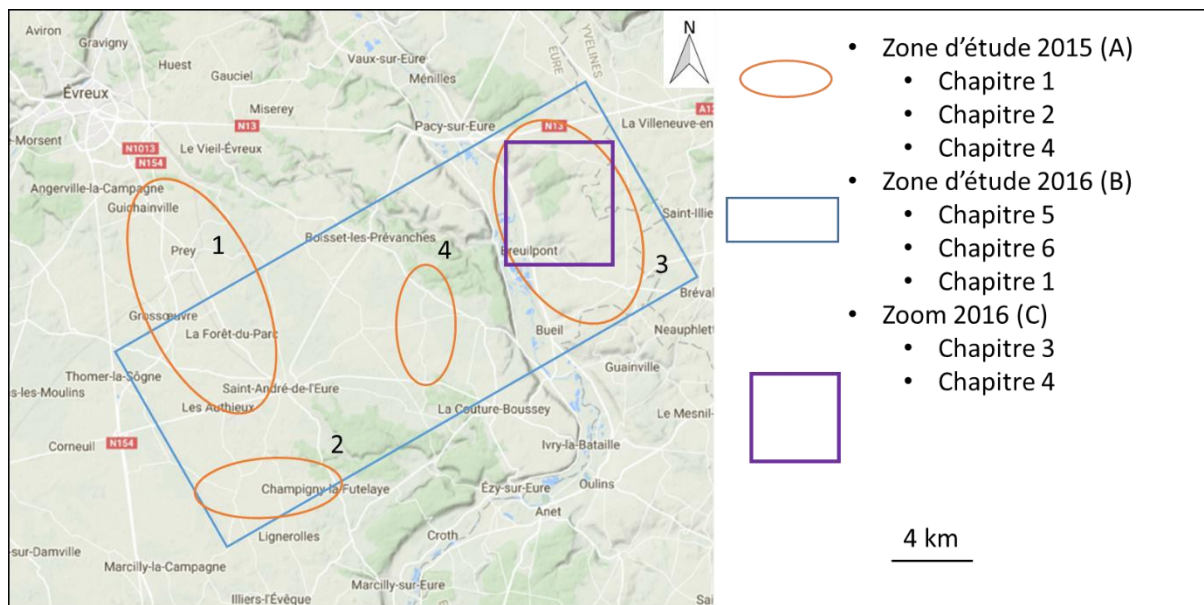 Aviron
Gravigny
Huest
Gauciel
Évreux
-Morsent
Miserey
N13
Vaux-sur-Eure
Ménilles
EURE
YVELINES
N
Pacy-sur-Eure
N13
A13
La Villeneuve-en-
N1013
N154
Le Vieil-Évreux
Angerville-la-Campagne
Guichainville
Prey
1
Boisset-les-Prévanches
4
Breuilpont
3
Saint-Illie
Bréval
Grossœuvre
La Forêt-du-Parc
Bueil
Neauphlett
Guainville
Thomer-la-Sôgne
es-les-Moulins
Saint-André-de-l'Eure
Les Authieux
La Couture-Boussey
Le Mesnil-
Corneuil
N154
2
Ivry-la-Bataille
Champigny-la-Futelaye
Ézy-sur-Eure
Oulins
Anet
Lignerolles
Croth
-sur-Damville
Marcilly-la-Campagne
Marcilly-sur-Eure
Illiers-l'Évêque
Sai
• Zone d'étude 2015 (A)
• Chapitre 1
• Chapitre 2
• Chapitre 4
• Zone d'étude 2016 (B)
• Chapitre 5
• Chapitre 6
• Chapitre 1
• Zoom 2016 (C)
• Chapitre 3
• Chapitre 4
4 km